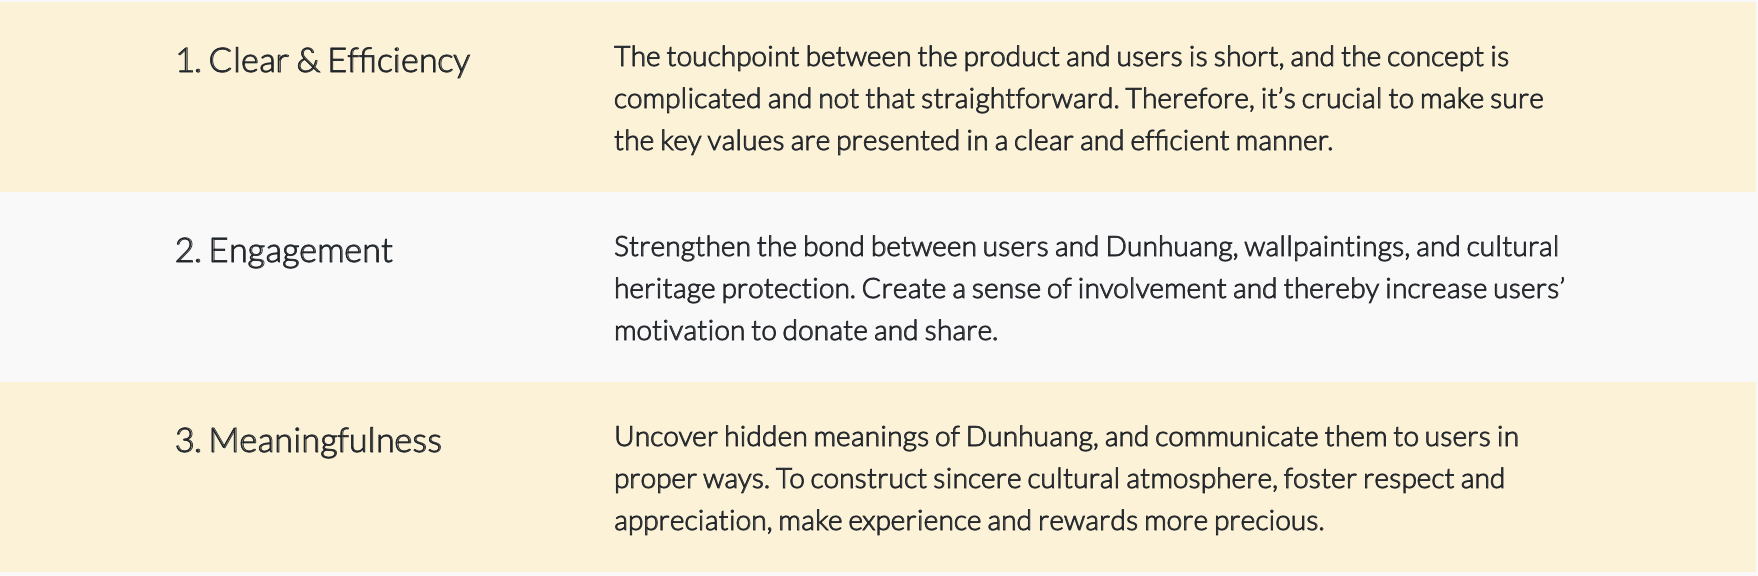 1. Clear & Efficiency
The touchpoint between the product and users is short, and the concept is
complicated and not that straightforward. Therefore, it’s crucial to make sure
the key values are presented in a clear and efficient manner.
2. Engagement
Strengthen the bond between users and Dunhuang, wallpaintings, and cultural
heritage protection. Create a sense of involvement and thereby increase users’
motivation to donate and share.
3. Meaningfulness
Uncover hidden meanings of Dunhuang, and communicate them to users in
proper ways. To construct sincere cultural atmosphere, foster respect and
appreciation, make experience and rewards more precious.